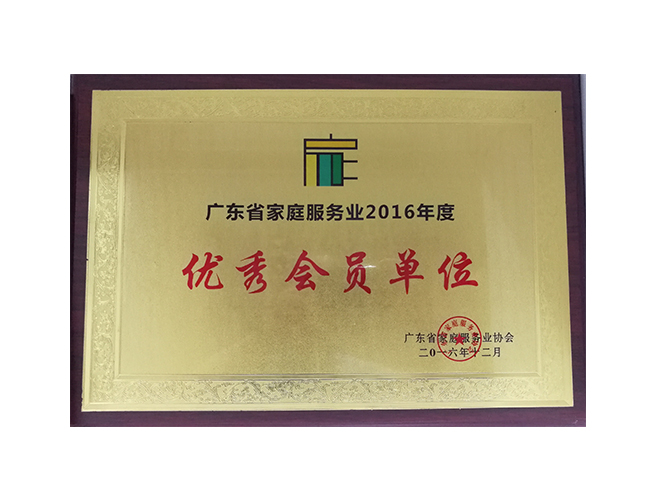 广东省家庭服务业2016年度
优秀会员单位
广东省家庭服务业协会
二〇一六年十二月